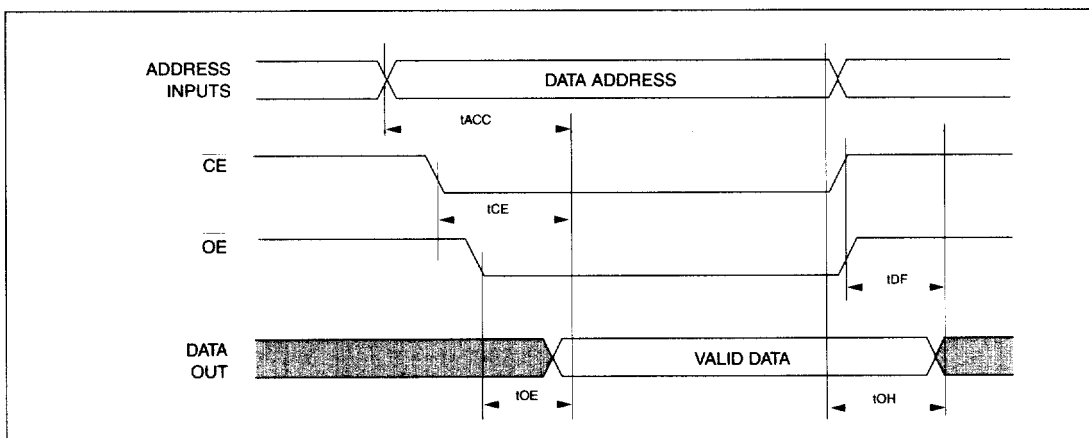 ADDRESS
INPUTS
DATA ADDRESS
tACC
CE
tCE
OE
tDF
DATA
OUT
VALID DATA
tOE
tOH